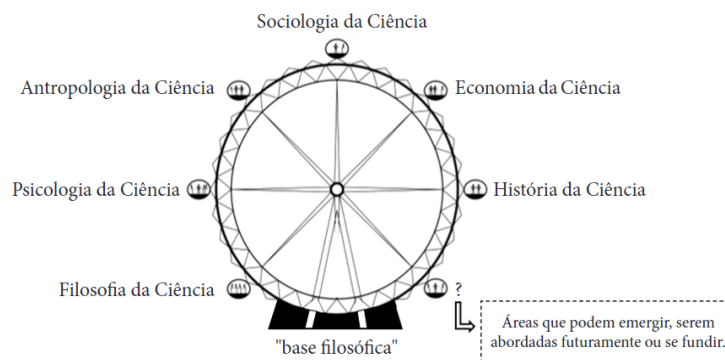 Sociologia da Ciência
Antropologia da Ciência
Economia da Ciência
Psicologia da Ciência
História da Ciência
Filosofia da Ciência
?
Áreas que podem emergir, serem
abordadas futuramente ou se fundir.
"base filosófica"